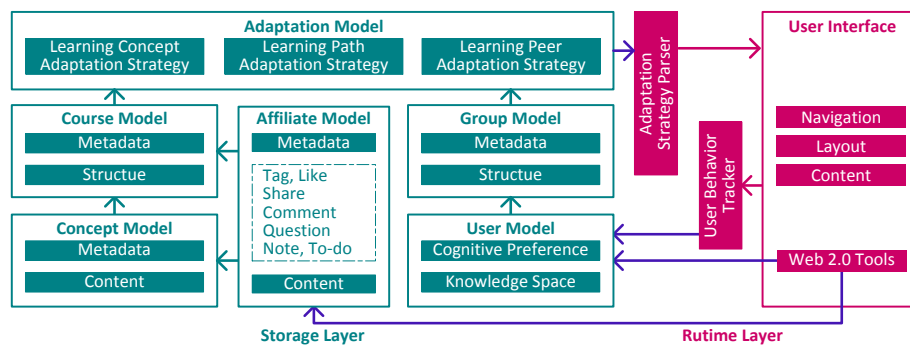 Adaptation Model
Learning Concept
Adaptation Strategy
Learning Path
Adaptation Strategy
Learning Peer
Adaptation Strategy
Adaptation
Strategy Parser
User Interface
Navigation
Layout
Content
Web 2.0 Tools
User Behavior
Tracker
Course Model
Metadata
Structue
Concept Model
Metadata
Content
Affiliate Model
Metadata
Tag, Like
Share
Comment
Question
Note, To-do
Content
Group Model
Metadata
Structue
User Model
Cognitive Preference
Knowledge Space
Storage Layer
Rutime Layer